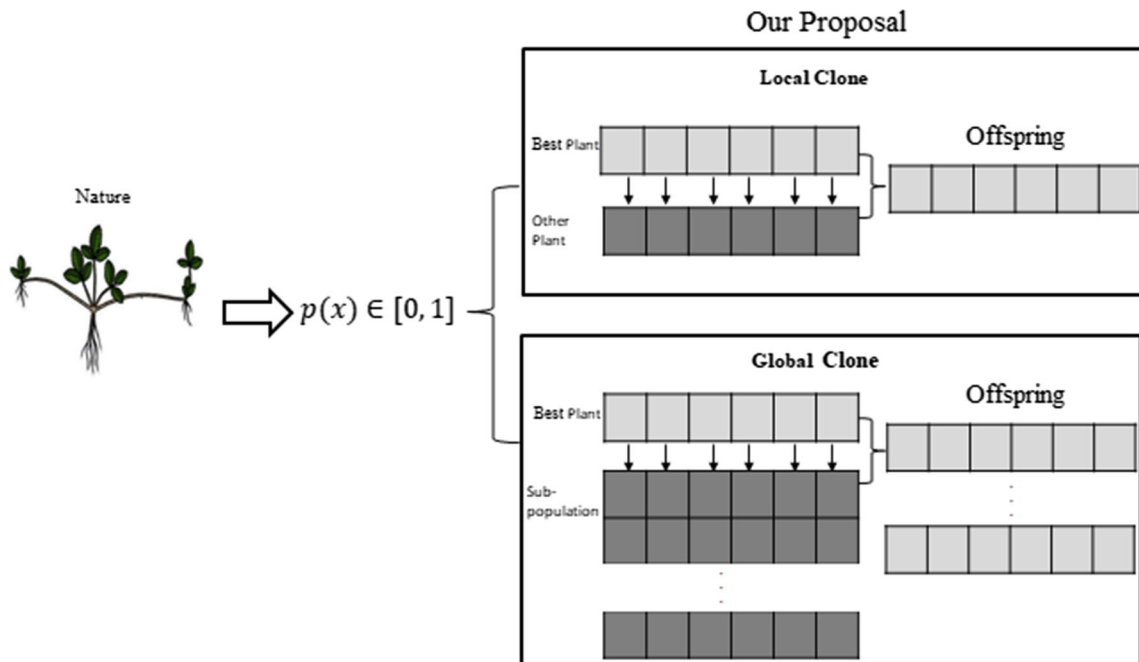 Our Proposal
Nature
p(x) ∈ [0, 1]
Local Clone
Best Plant
Other
Plant
Offspring
Global Clone
Best Plant
Sub-
population
Offspring